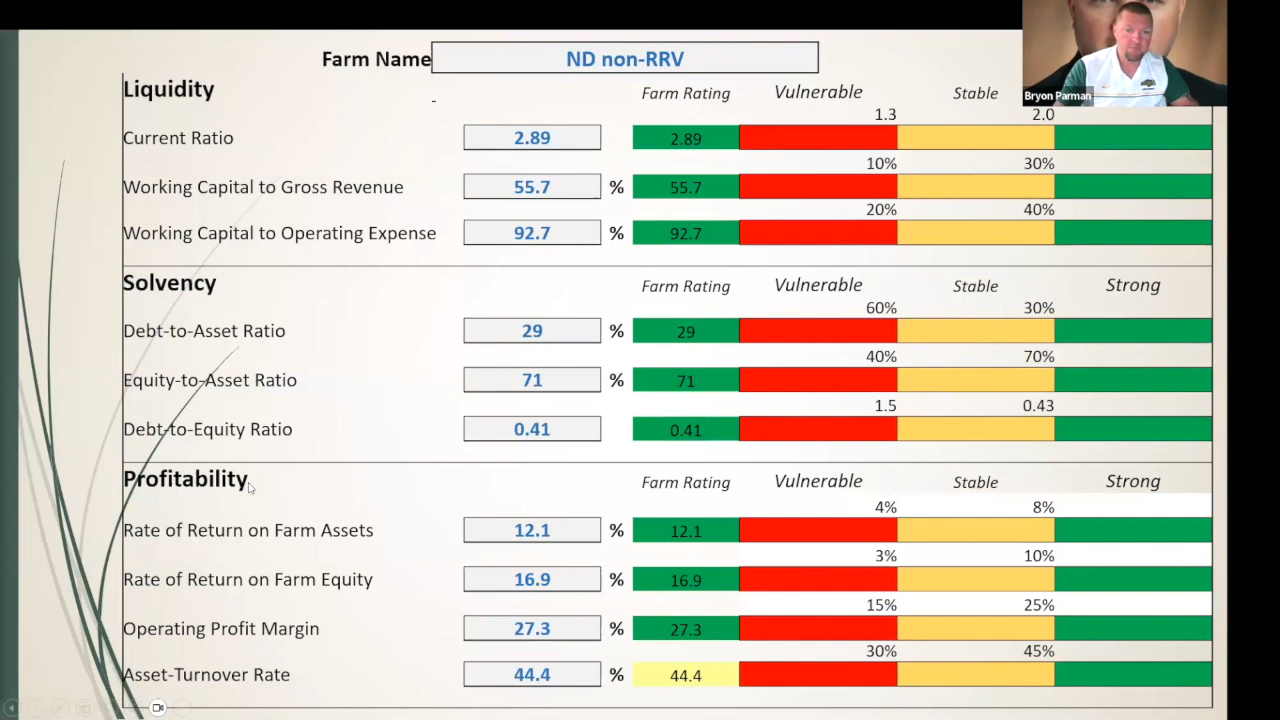 Farm Name ND non-RRV
Liquidity - Farm Rating Vulnerable Stable
Bryon Parman
1.3 2.0
Current Ratio 2.89 2.89
10% 30%
Working Capital to Gross Revenue 55.7 % 55.7
20% 40%
Working Capital to Operating Expense 92.7 % 92.7
Solvency Farm Rating Vulnerable Stable Strong
60% 30%
Debt-to-Asset Ratio 29 % 29
40% 70%
Equity-to-Asset Ratio 71 % 71
1.5 0.43
Debt-to-Equity Ratio 0.41 0.41
Profitability Farm Rating Vulnerable Stable Strong
4% 8%
Rate of Return on Farm Assets 12.1 % 12.1
3% 10%
Rate of Return on Farm Equity 16.9 % 16.9
15% 25%
Operating Profit Margin 27.3 % 27.3
30% 45%
Asset-Turnover Rate 44.4 % 44.4